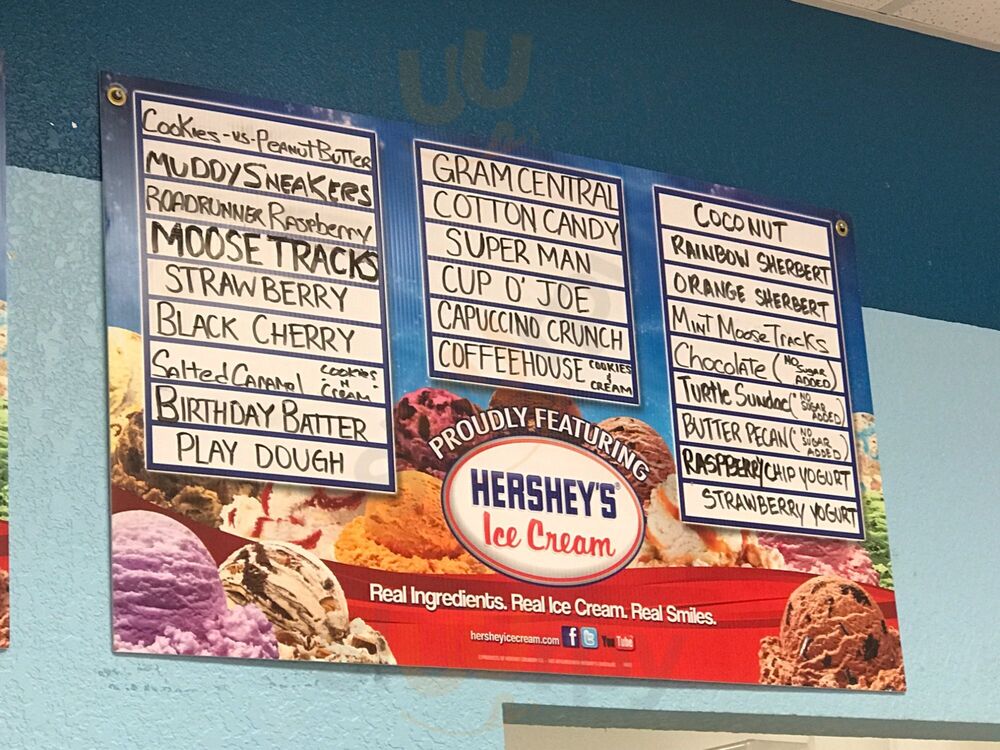 Cookies-vs-Peanut Butter
MUDDY SNEAKERS
ROADRUNNER Raspberry
MOOSE TRACKS
STRAWBERRY
BLACK CHERRY
Salted Caramel COOKIES N CREAM
BIRTHDAY BATTER
PLAY DOUGH
GRAM CENTRAL
COTTON CANDY
SUPER MAN
CUP O' JOE
CAPUCCINO CRUNCH
COFFEEHOUSE COOKIES & CREAM
COCONUT
RAINBOW SHERBERT
ORANGE SHERBERT
MINT Moose Tracks
Chocolate (NO SUGAR ADDED)
Turtle Sundae (NO SUGAR ADDED)
BUTTER PECAN (NO SUGAR ADDED)
RASPBERRY CHIP YOGURT
STRAWBERRY YOGURT
PROUDLY FEATURING
HERSHEY'S®
Ice Cream
Real Ingredients. Real Ice Cream. Real Smiles.
hersheyicecream.com f You Tube